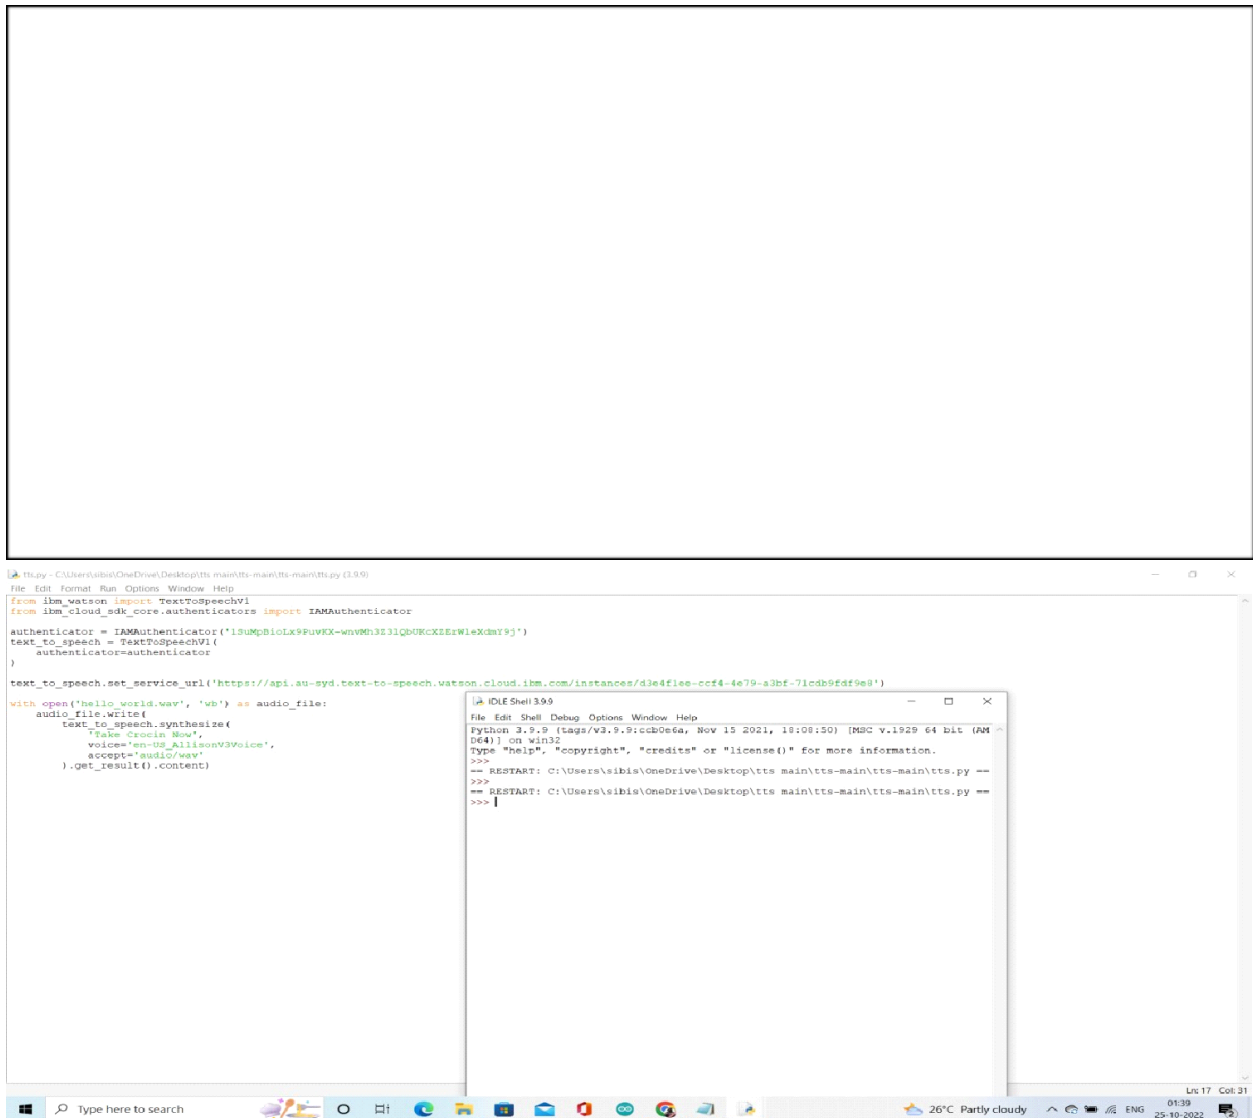 tts.py - C:\Users\sibis\OneDrive\Desktop\tts main\tts-main\tts-main\tts.py (3.9.9)
File Edit Format Run Options Window Help
from ibm_watson import TextToSpeechV1
from ibm_cloud_sdk_core.authenticators import IAMAuthenticator
authenticator = IAMAuthenticator(
text_to_speech = TextToSpeechV1(
authenticator=authenticator
)
text_to_speech.set_service_url('https://api.au-syd.text-to-speech.watson.cloud.ibm.com/instances/d3e4f1ee-ccf4-4e79-a3bf-71cdb9fdf9e8')
with open('hello_world.wav', 'wb') as audio_file:
audio_file.write(
text_to_speech.synthesize(
'Take Crocin Now',
voice='en-US_AllisonV3Voice',
accept='audio/wav'
).get_result().content)
IDLE Shell 3.9.9
File Edit Shell Debug Options Window Help
Python 3.9.9 (tags/v3.9.9:ccb0e6a, Nov 15 2021, 18:08:50) [MSC v.1929 64 bit (AM
D64)] on win32
Type "help", "copyright", "credits" or "license()" for more information.
>>>
== RESTART: C:\Users\sibis\OneDrive\Desktop\tts main\tts-main\tts-main\tts.py ==
>>>
== RESTART: C:\Users\sibis\OneDrive\Desktop\tts main\tts-main\tts-main\tts.py ==
>>>
Ln: 17 Col: 31
Type here to search
26°C Partly cloudy ENG
01:39
25-10-2022